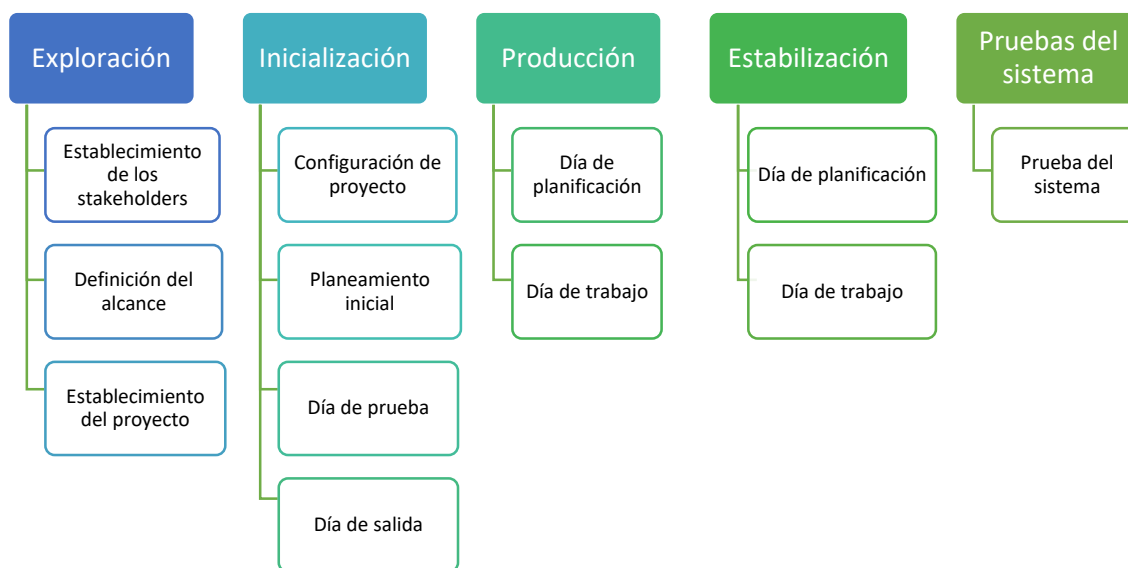 Exploración
Establecimiento
de los
stakeholders
Definición del
alcance
Establecimiento
del proyecto
Inicialización
Configuración de
proyecto
Planeamiento
inicial
Día de prueba
Día de salida
Producción
Día de
planificación
Día de trabajo
Estabilización
Día de planificación
Día de trabajo
Pruebas del
sistema
Prueba del
sistema